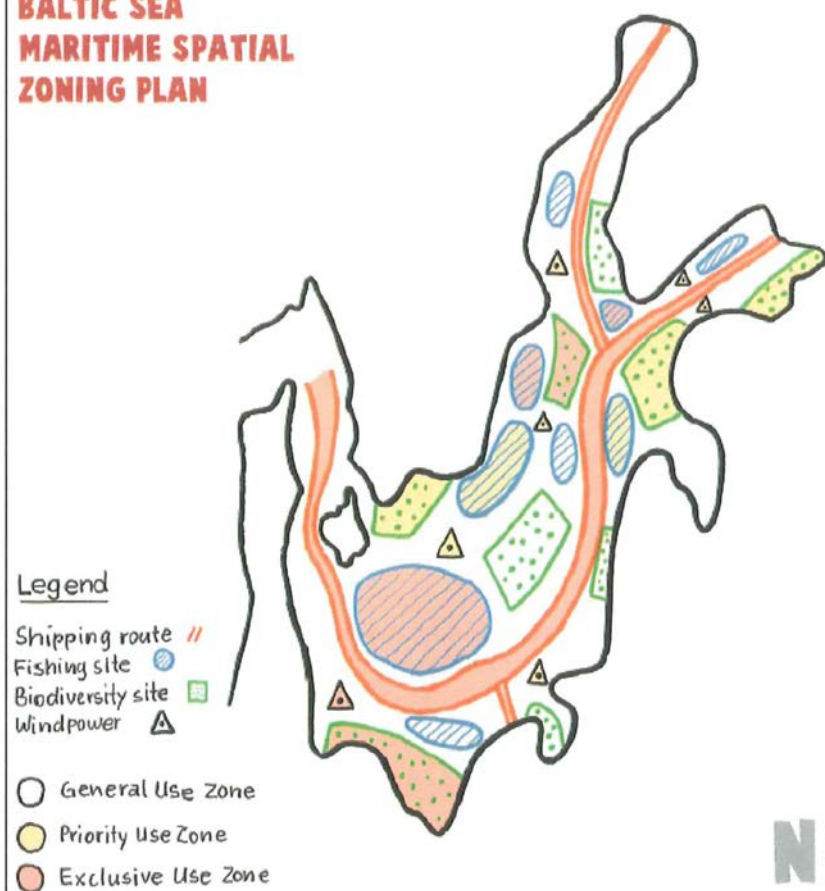 BALTIC SEA
MARITIME SPATIAL
ZONING PLAN
Legend
Shipping route
Fishing site
Biodiversity site
Windpower
General Use Zone
Priority Use Zone
Exclusive Use Zone
N